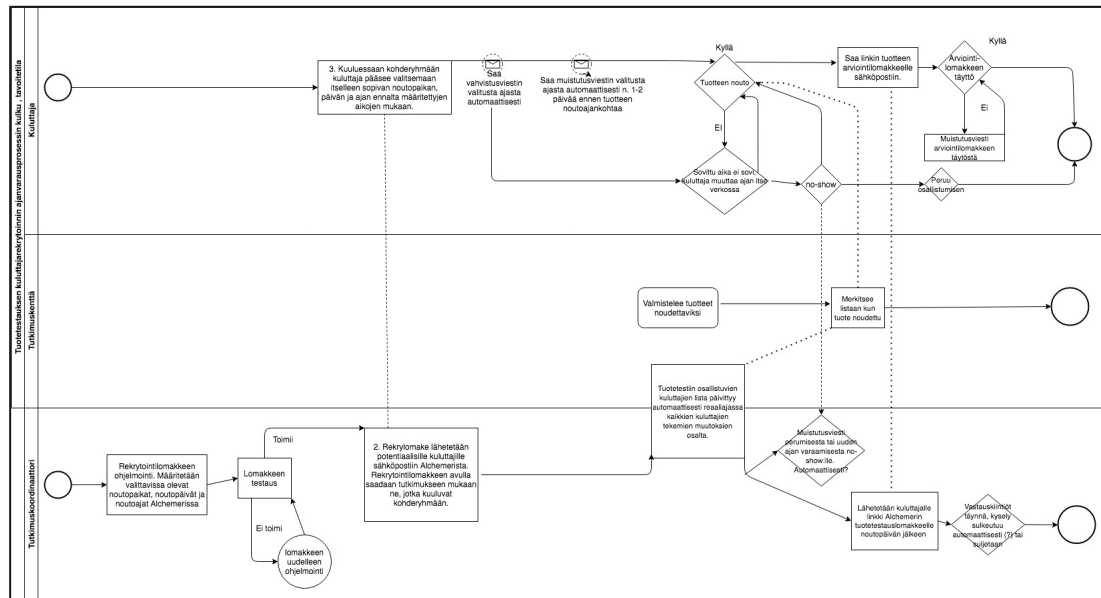 Tuotetestauksen kuluttajarekrytoinnin ajanvarausprosessin kulku , tavoitetila
Kuluttaja
3. Kuuluessaan kohderyhmään
kuluttaja pääsee valitsemaan
itselleen sopivan noutopaikan,
päivän ja ajan ennalta määritettyjen
aikojen mukaan.
Saa
vahvistusviestin
valitusta ajasta
automaattisesti
Saa muistutusviestin valitusta
ajasta automaattisesti n. 1-2
päivää ennen tuotteen
noutoajankohtaa
Kyllä
Tuotteen nouto
EI
Sovittu aika ei sovi,
kuluttaja muuttaa ajan itse
verkossa
no-show
Saa linkin tuotteen
arviointilomakkeelle
sähköpostiin.
Kyllä
Arviointi-
lomakkeen
täyttö
Ei
Muistutusviesti
arviointilomakkeen
täytöstä
Peruu
osallistumisen
Tutkimuskenttä
Valmistelee tuotteet
noudettaviksi
Merkitsee
listaan kun
tuote noudettu
Tuotetestiin osallistuvien
kuluttajien lista päivittyy
automaattisesti reaaliajassa
kaikkien kuluttajien
tekemien muutoksien
osalta.
Tutkimuskoordinaattori
Rekrytointilomakkeen
ohjelmointi. Määritetään
valittavissa olevat
noutopaikat, noutopäivät ja
noutoajat Alchemerissa
Toimii
Lomakkeen
testaus
Ei toimi
lomakkeen
uudelleen
ohjelmointi
2. Rekrylomake lähetetään
potentiaalisille kuluttajille
sähköpostiin Alchemerista.
Rekrytointilomakkeen avulla
saadaan tutkimukseen mukaan
ne, jotka kuuluvat
kohderyhmään.
Muistutusviesti
perumisesta tai uuden
ajan varaamisesta no-
show:lle.
Automaattisesti?
Lähetetään kuluttajalle
linkki Alchemerin
tuotetestauslomakkeelle
noutopäivän jälkeen
Vastauskiintiöt
täynnä, kysely
sulkeutuu
automaattisesti (?) tai
suljetaan